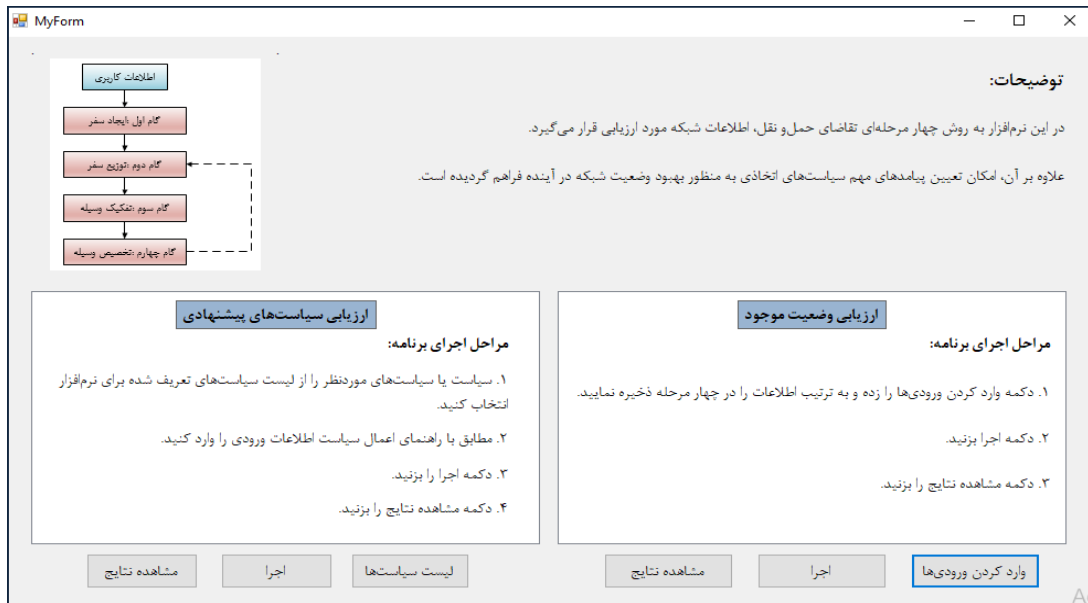 MyForm
توضیحات:
در این نرم‌افزار به روش چهار مرحله‌ای تقاضای حمل‌و نقل، اطلاعات شبکه مورد ارزیابی قرار می‌گیرد.
علاوه بر آن، امکان تعیین پیامدهای مهم سیاست‌های اتخاذی به منظور بهبود وضعیت شبکه در آینده فراهم گردیده است.
اطلاعات کاربری
گام اول :ایجاد سفر
گام دوم :توزیع سفر
گام سوم :تفکیک وسیله
گام چهارم :تخصیص وسیله
ارزیابی وضعیت موجود
مراحل اجرای برنامه:
۱. دکمه وارد کردن ورودی‌ها را زده و به ترتیب اطلاعات را در چهار مرحله ذخیره نمایید.
۲. دکمه اجرا بزنید.
۳. دکمه مشاهده نتایج را بزنید.
وارد کردن ورودی‌ها
اجرا
مشاهده نتایج
ارزیابی سیاست‌های پیشنهادی
مراحل اجرای برنامه:
۱. سیاست یا سیاست‌های موردنظر را از لیست سیاست‌های تعریف شده برای نرم‌افزار
انتخاب کنید.
۲. مطابق با راهنمای اعمال سیاست اطلاعات ورودی را وارد کنید.
۳. دکمه اجرا را بزنید.
۴. دکمه مشاهده نتایج را بزنید.
لیست سیاست‌ها
اجرا
مشاهده نتایج